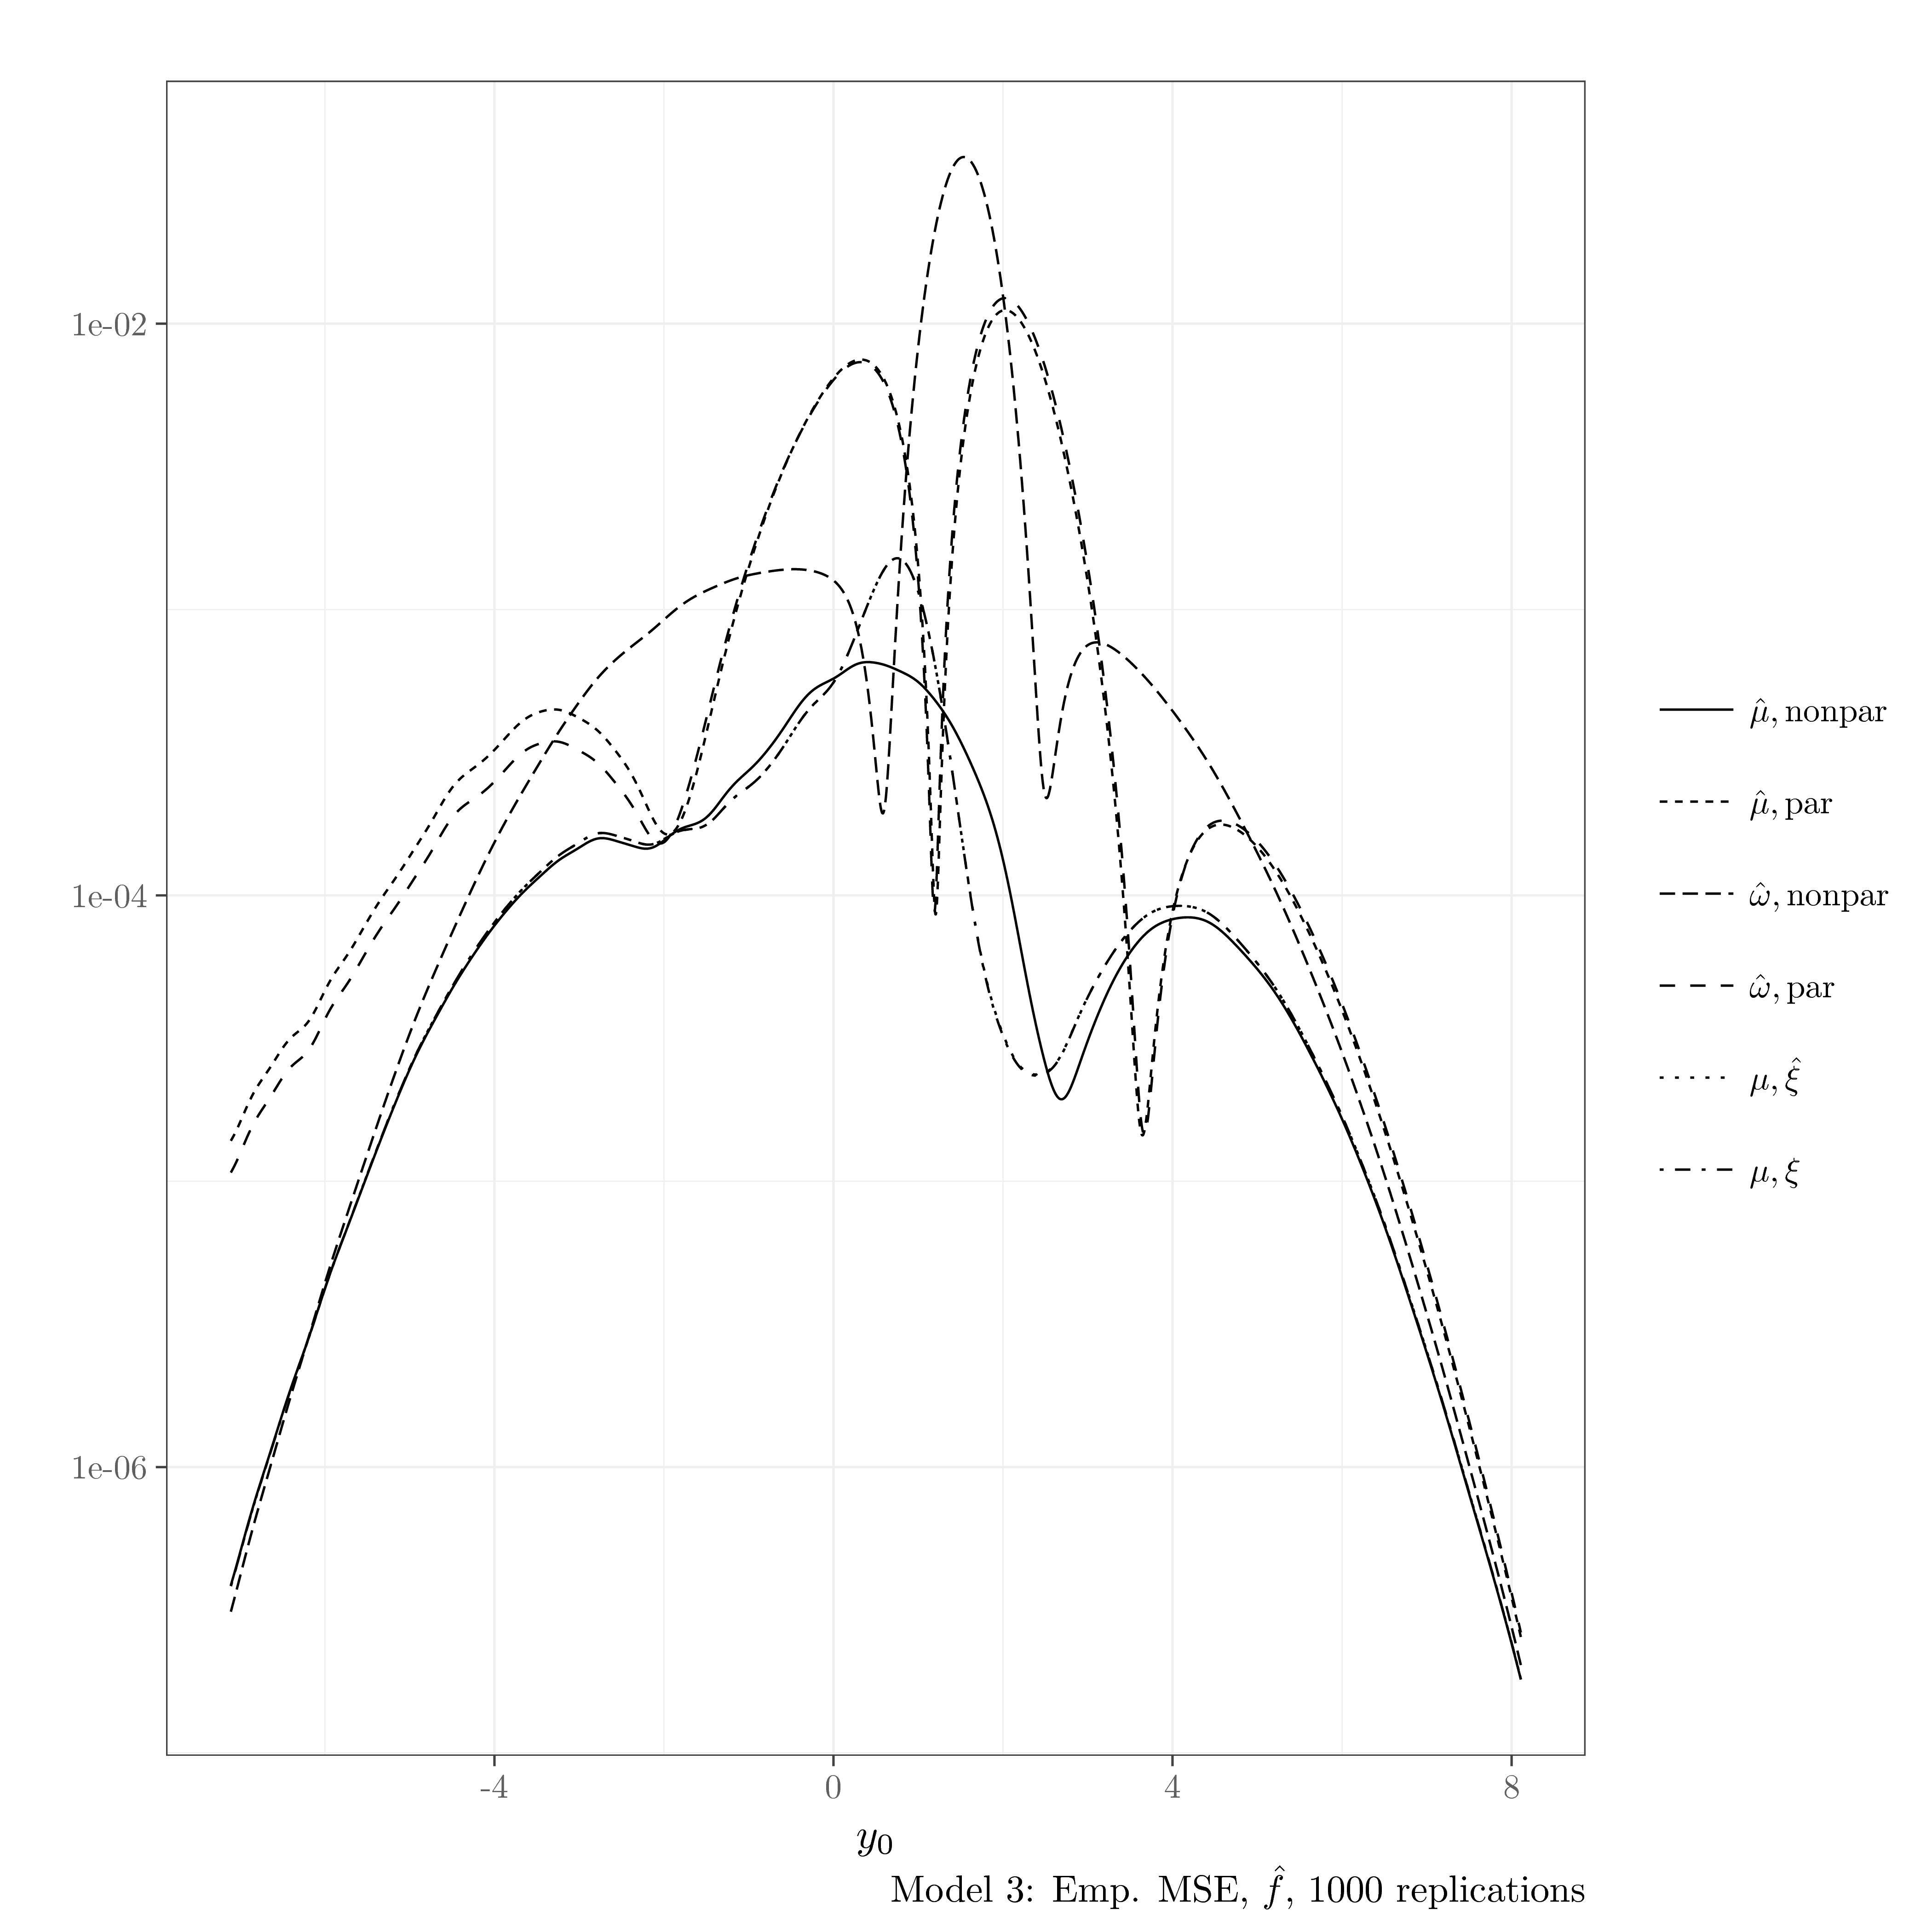 1e-02
1e-04
1e-06
-4 0 4 8
y₀
Model 3: Emp. MSE, f̂, 1000 replications
μ̂, nonpar
μ̂, par
ω̂, nonpar
ω̂, par
μ, ξ̂
μ, ξ